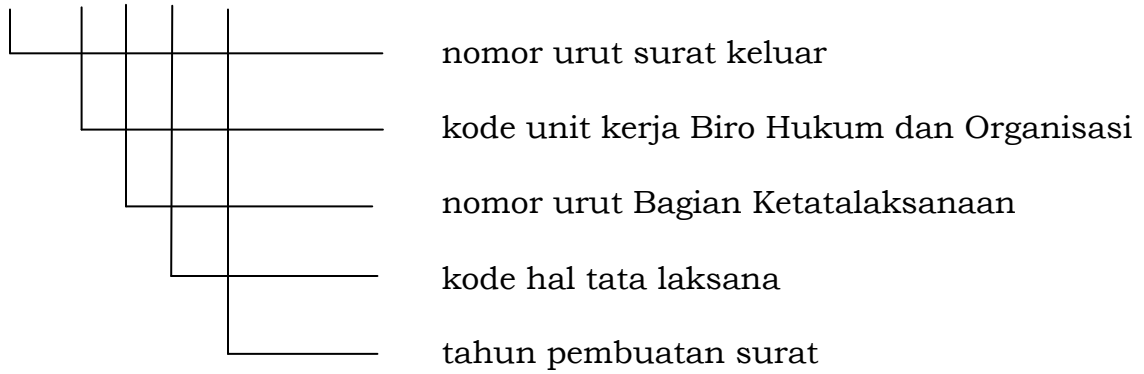 nomor urut surat keluar
kode unit kerja Biro Hukum dan Organisasi
nomor urut Bagian Ketatalaksanaan
kode hal tata laksana
tahun pembuatan surat